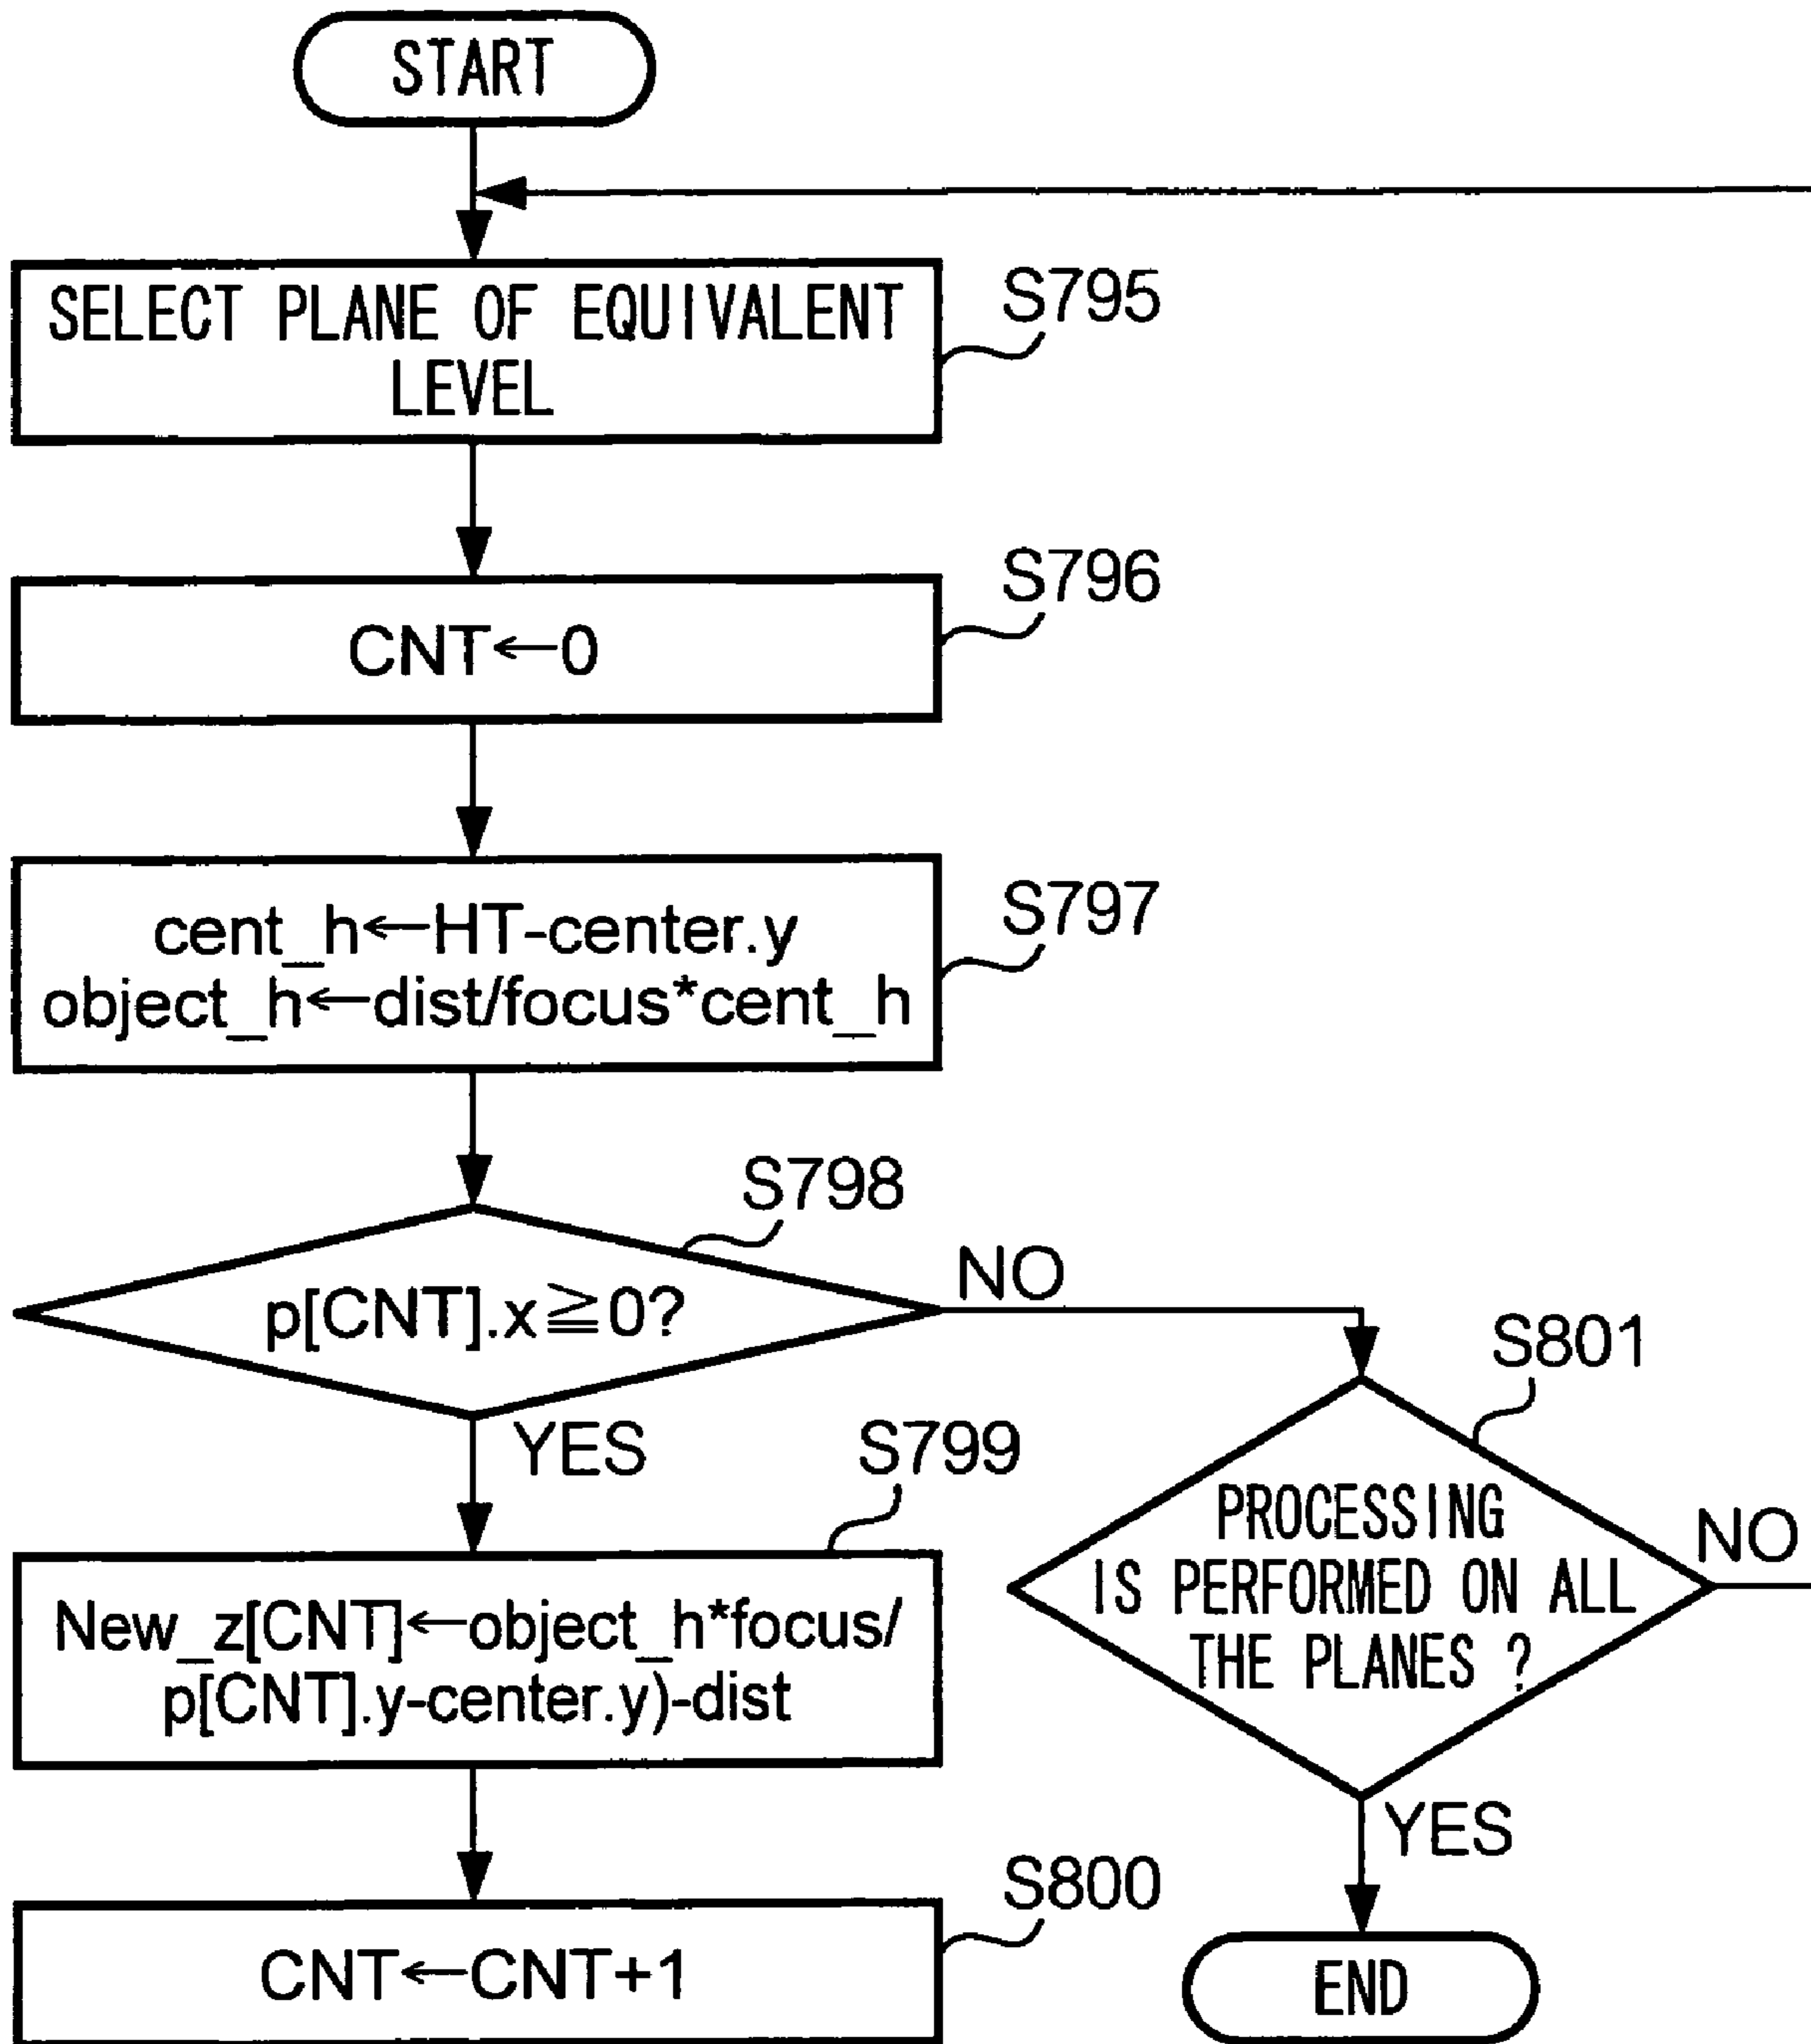 START
SELECT PLANE OF EQUIVALENT
LEVEL
S795
CNT←0
S796
cent_h←HT-center.y
object_h←dist/focus*cent_h
S797
p[CNT].x≧0?
S798
NO
YES
New_z[CNT]←object_h*focus/
p[CNT].y-center.y)-dist
S799
CNT←CNT+1
S800
PROCESSING
IS PERFORMED ON ALL
THE PLANES ?
S801
NO
YES
END